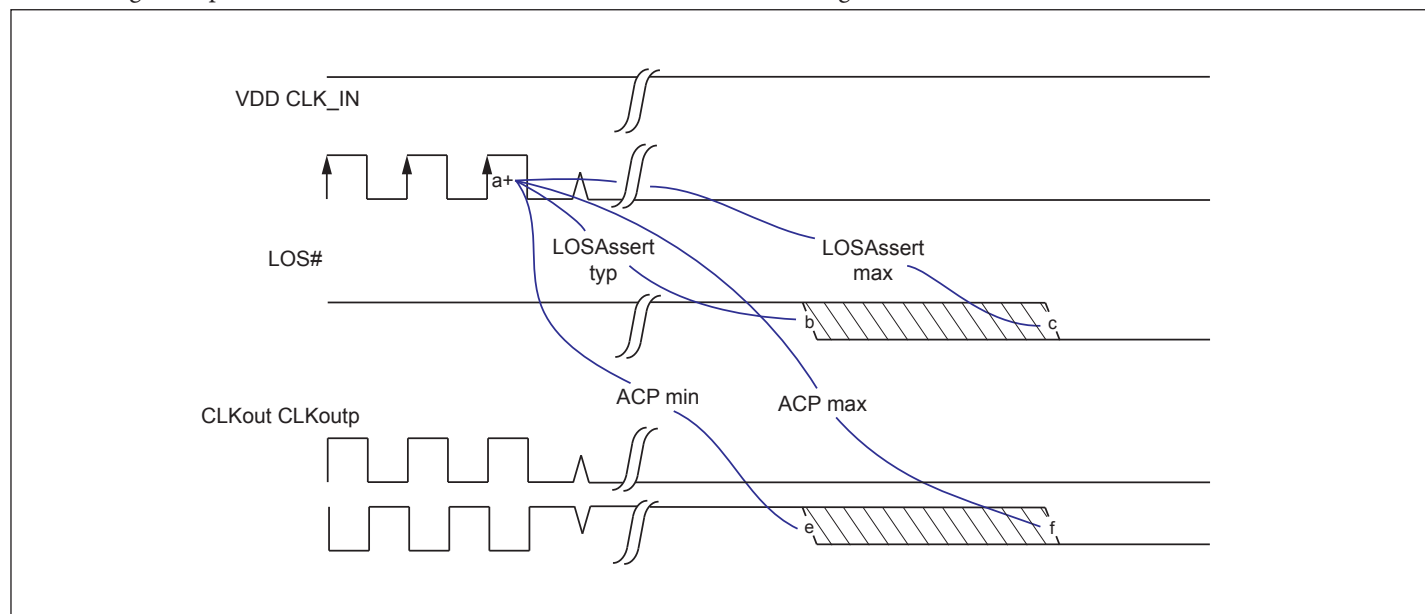 VDD CLK_IN
a+
LOS#
LOSAssert
typ
LOSAssert
max
b
c
ACP min
ACP max
CLKout CLKoutp
e
f